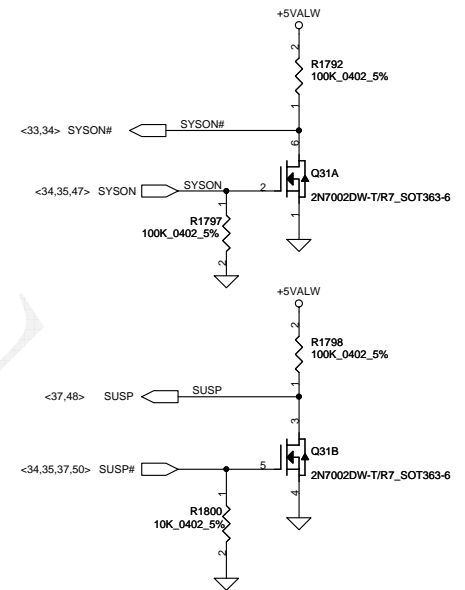 +5VALW
2
R1792
100K_0402_5%
1
<33,34> SYSON# SYSON#
6
<34,35,47> SYSON SYSON 2
Q31A
2N7002DW-T/R7_SOT363-6
1
R1797
100K_0402_5%
1
2
+5VALW
2
R1798
100K_0402_5%
1
<37,48> SUSP SUSP
3
<34,35,37,50> SUSP# 5
Q31B
2N7002DW-T/R7_SOT363-6
4
1
R1800
10K_0402_5%
2